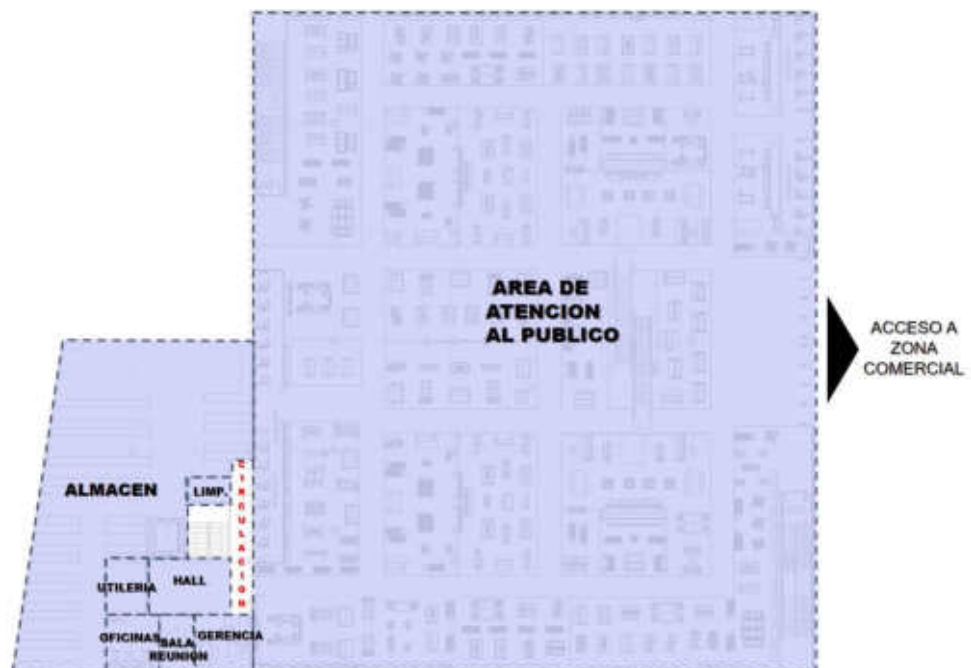 AREA DE
ATENCION
AL PUBLICO
ACCESO A
ZONA
COMERCIAL
ALMACEN
LIMP.
CIRCULACION
UTILERIA
HALL
OFICINAS
SALA
REUNION
GERENCIA